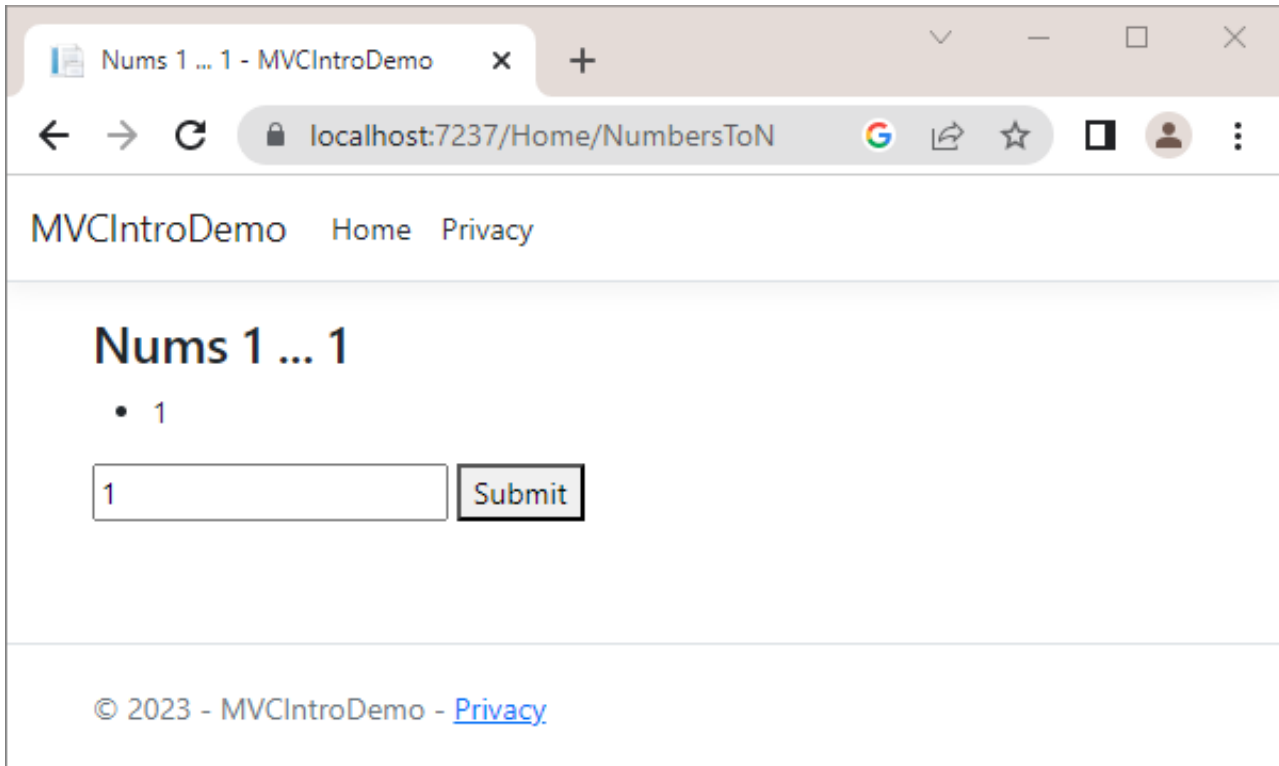 Nums 1 ... 1 - MVCIntroDemo
localhost:7237/Home/NumbersToN
MVCIntroDemo Home Privacy
Nums 1 ... 1
• 1
1 Submit
© 2023 - MVCIntroDemo - Privacy